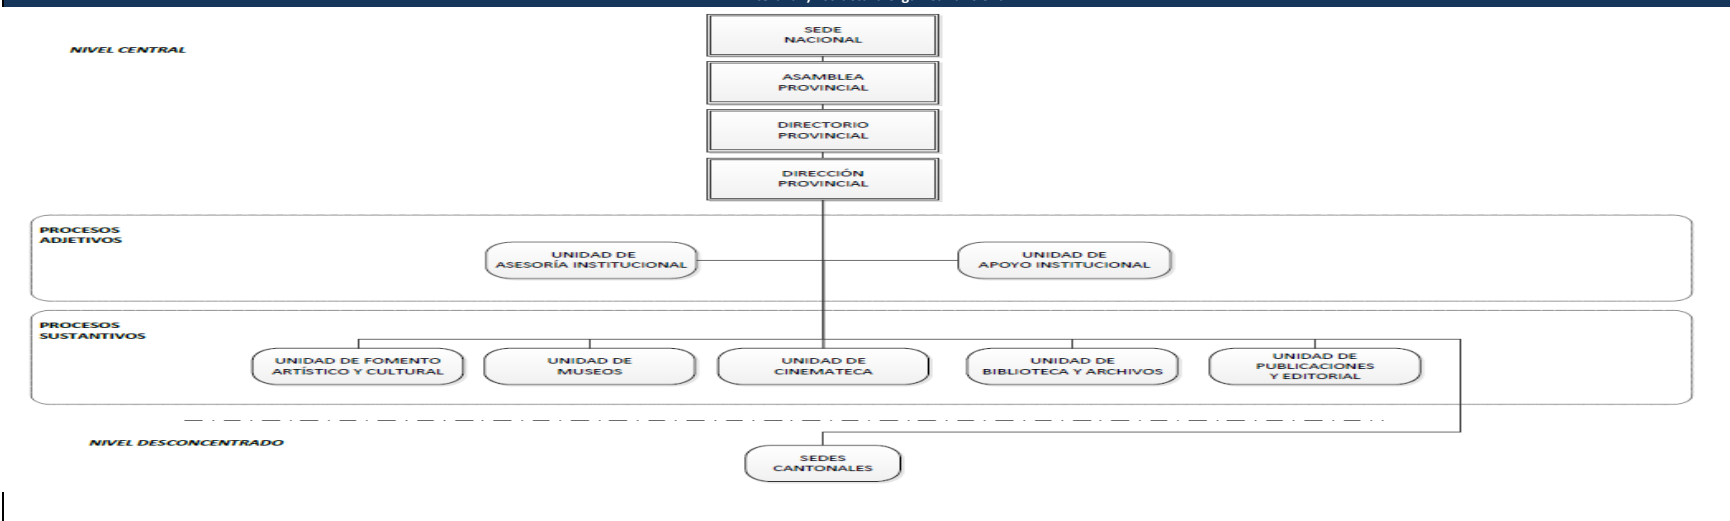 SEDE
NACIONAL
NIVEL CENTRAL
ASAMBLEA
PROVINCIAL
DIRECTORIO
PROVINCIAL
DIRECCIÓN
PROVINCIAL
PROCESOS
ADJETIVOS
UNIDAD DE
ASESORÍA INSTITUCIONAL
UNIDAD DE
APOYO INSTITUCIONAL
PROCESOS
SUSTANTIVOS
UNIDAD DE FOMENTO
ARTÍSTICO Y CULTURAL
UNIDAD DE
MUSEOS
UNIDAD DE
CINEMATECA
UNIDAD DE
BIBLIOTECA Y ARCHIVOS
UNIDAD DE
PUBLICACIONES
Y EDITORIAL
NIVEL DESCONCENTRADO
SEDES
CANTONALES